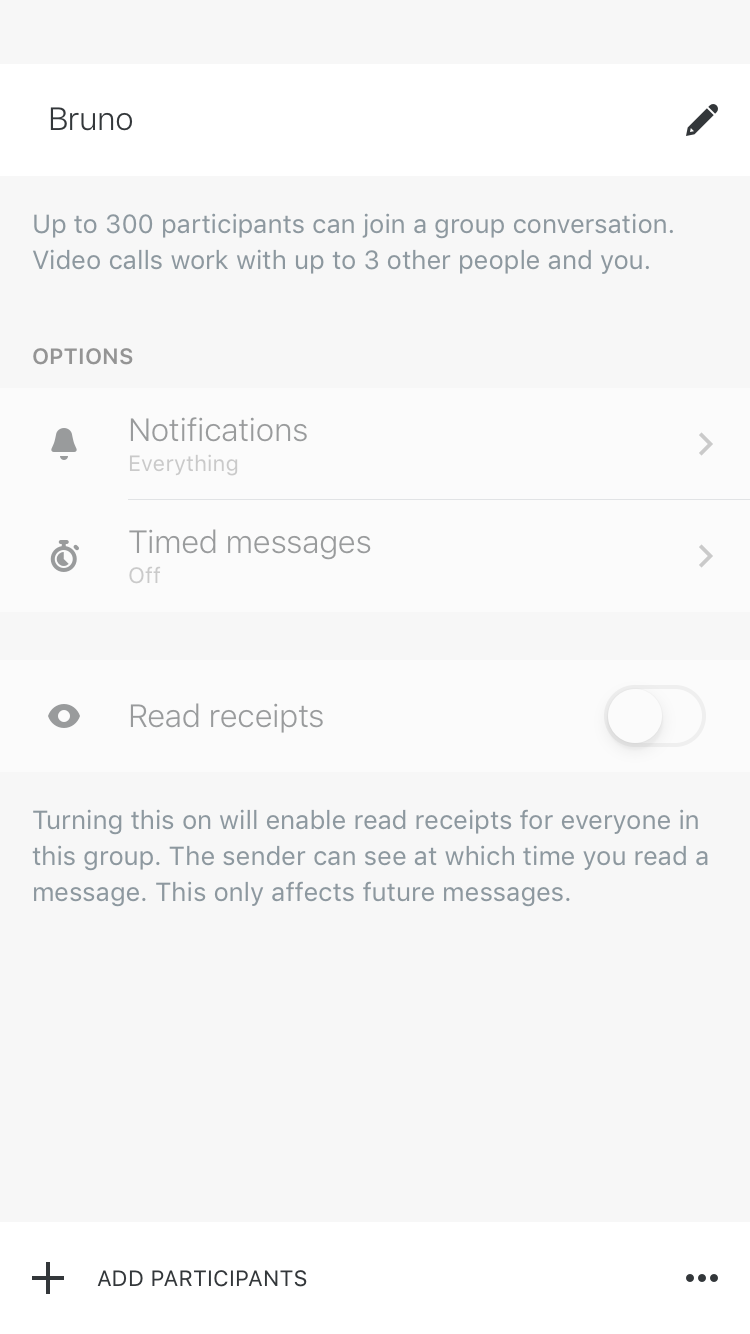 Bruno
Up to 300 participants can join a group conversation.
Video calls work with up to 3 other people and you.
OPTIONS
Notifications
Everything
Timed messages
Off
Read receipts
Turning this on will enable read receipts for everyone in
this group. The sender can see at which time you read a
message. This only affects future messages.
ADD PARTICIPANTS